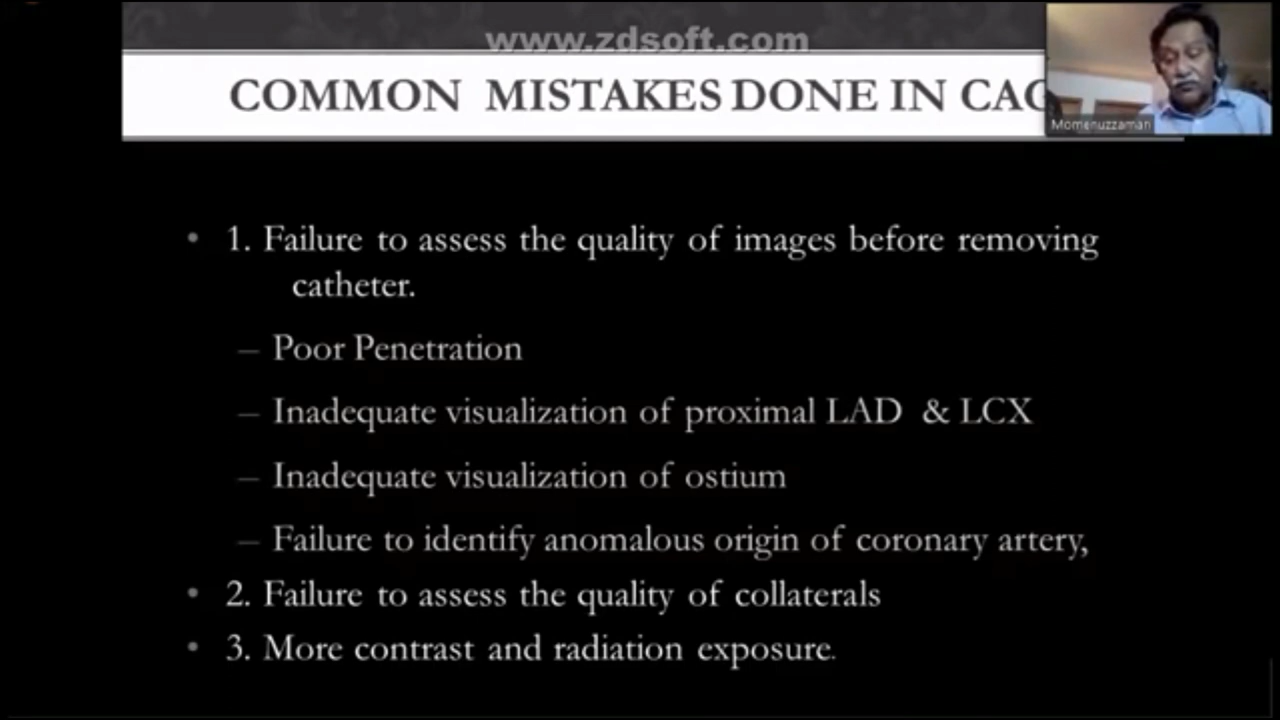 www.zdsoft.com
COMMON MISTAKES DONE IN CAG
Momenuzzaman
• 1. Failure to assess the quality of images before removing
catheter.
– Poor Penetration
– Inadequate visualization of proximal LAD & LCX
– Inadequate visualization of ostium
– Failure to identify anomalous origin of coronary artery,
• 2. Failure to assess the quality of collaterals
• 3. More contrast and radiation exposure.